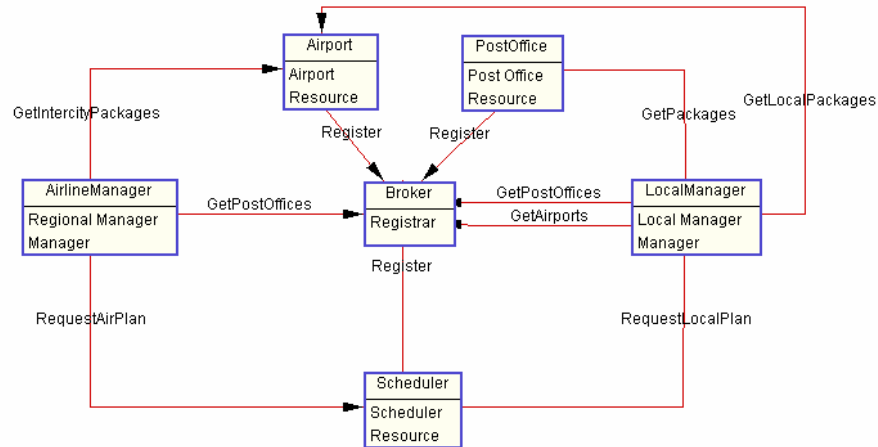 Airport
PostOffice
Airport
Resource
Post Office
Resource
GetLocalPackages
GetIntercityPackages
GetPackages
Register
Register
AirlineManager
Broker
LocalManager
GetPostOffices
GetPostOffices
Regional Manager
Manager
Registrar
GetAirports
Local Manager
Manager
Register
RequestAirPlan
RequestLocalPlan
Scheduler
Scheduler
Resource